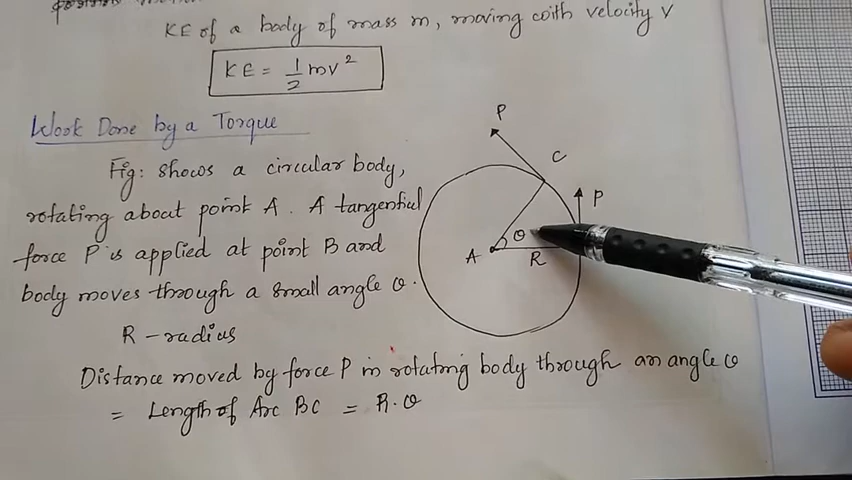 KE of a body of mass m, moving with velocity V
KE = 1/2 mv²
Work Done by a Torque
Fig: shows a circular body,
rotating about point A. A tangential
force P is applied at point B and
body moves through a small angle θ.
R - radius
P
C
P
θ
A
R
Distance moved by force P in rotating body through an angle θ
= Length of Arc BC = R.θ